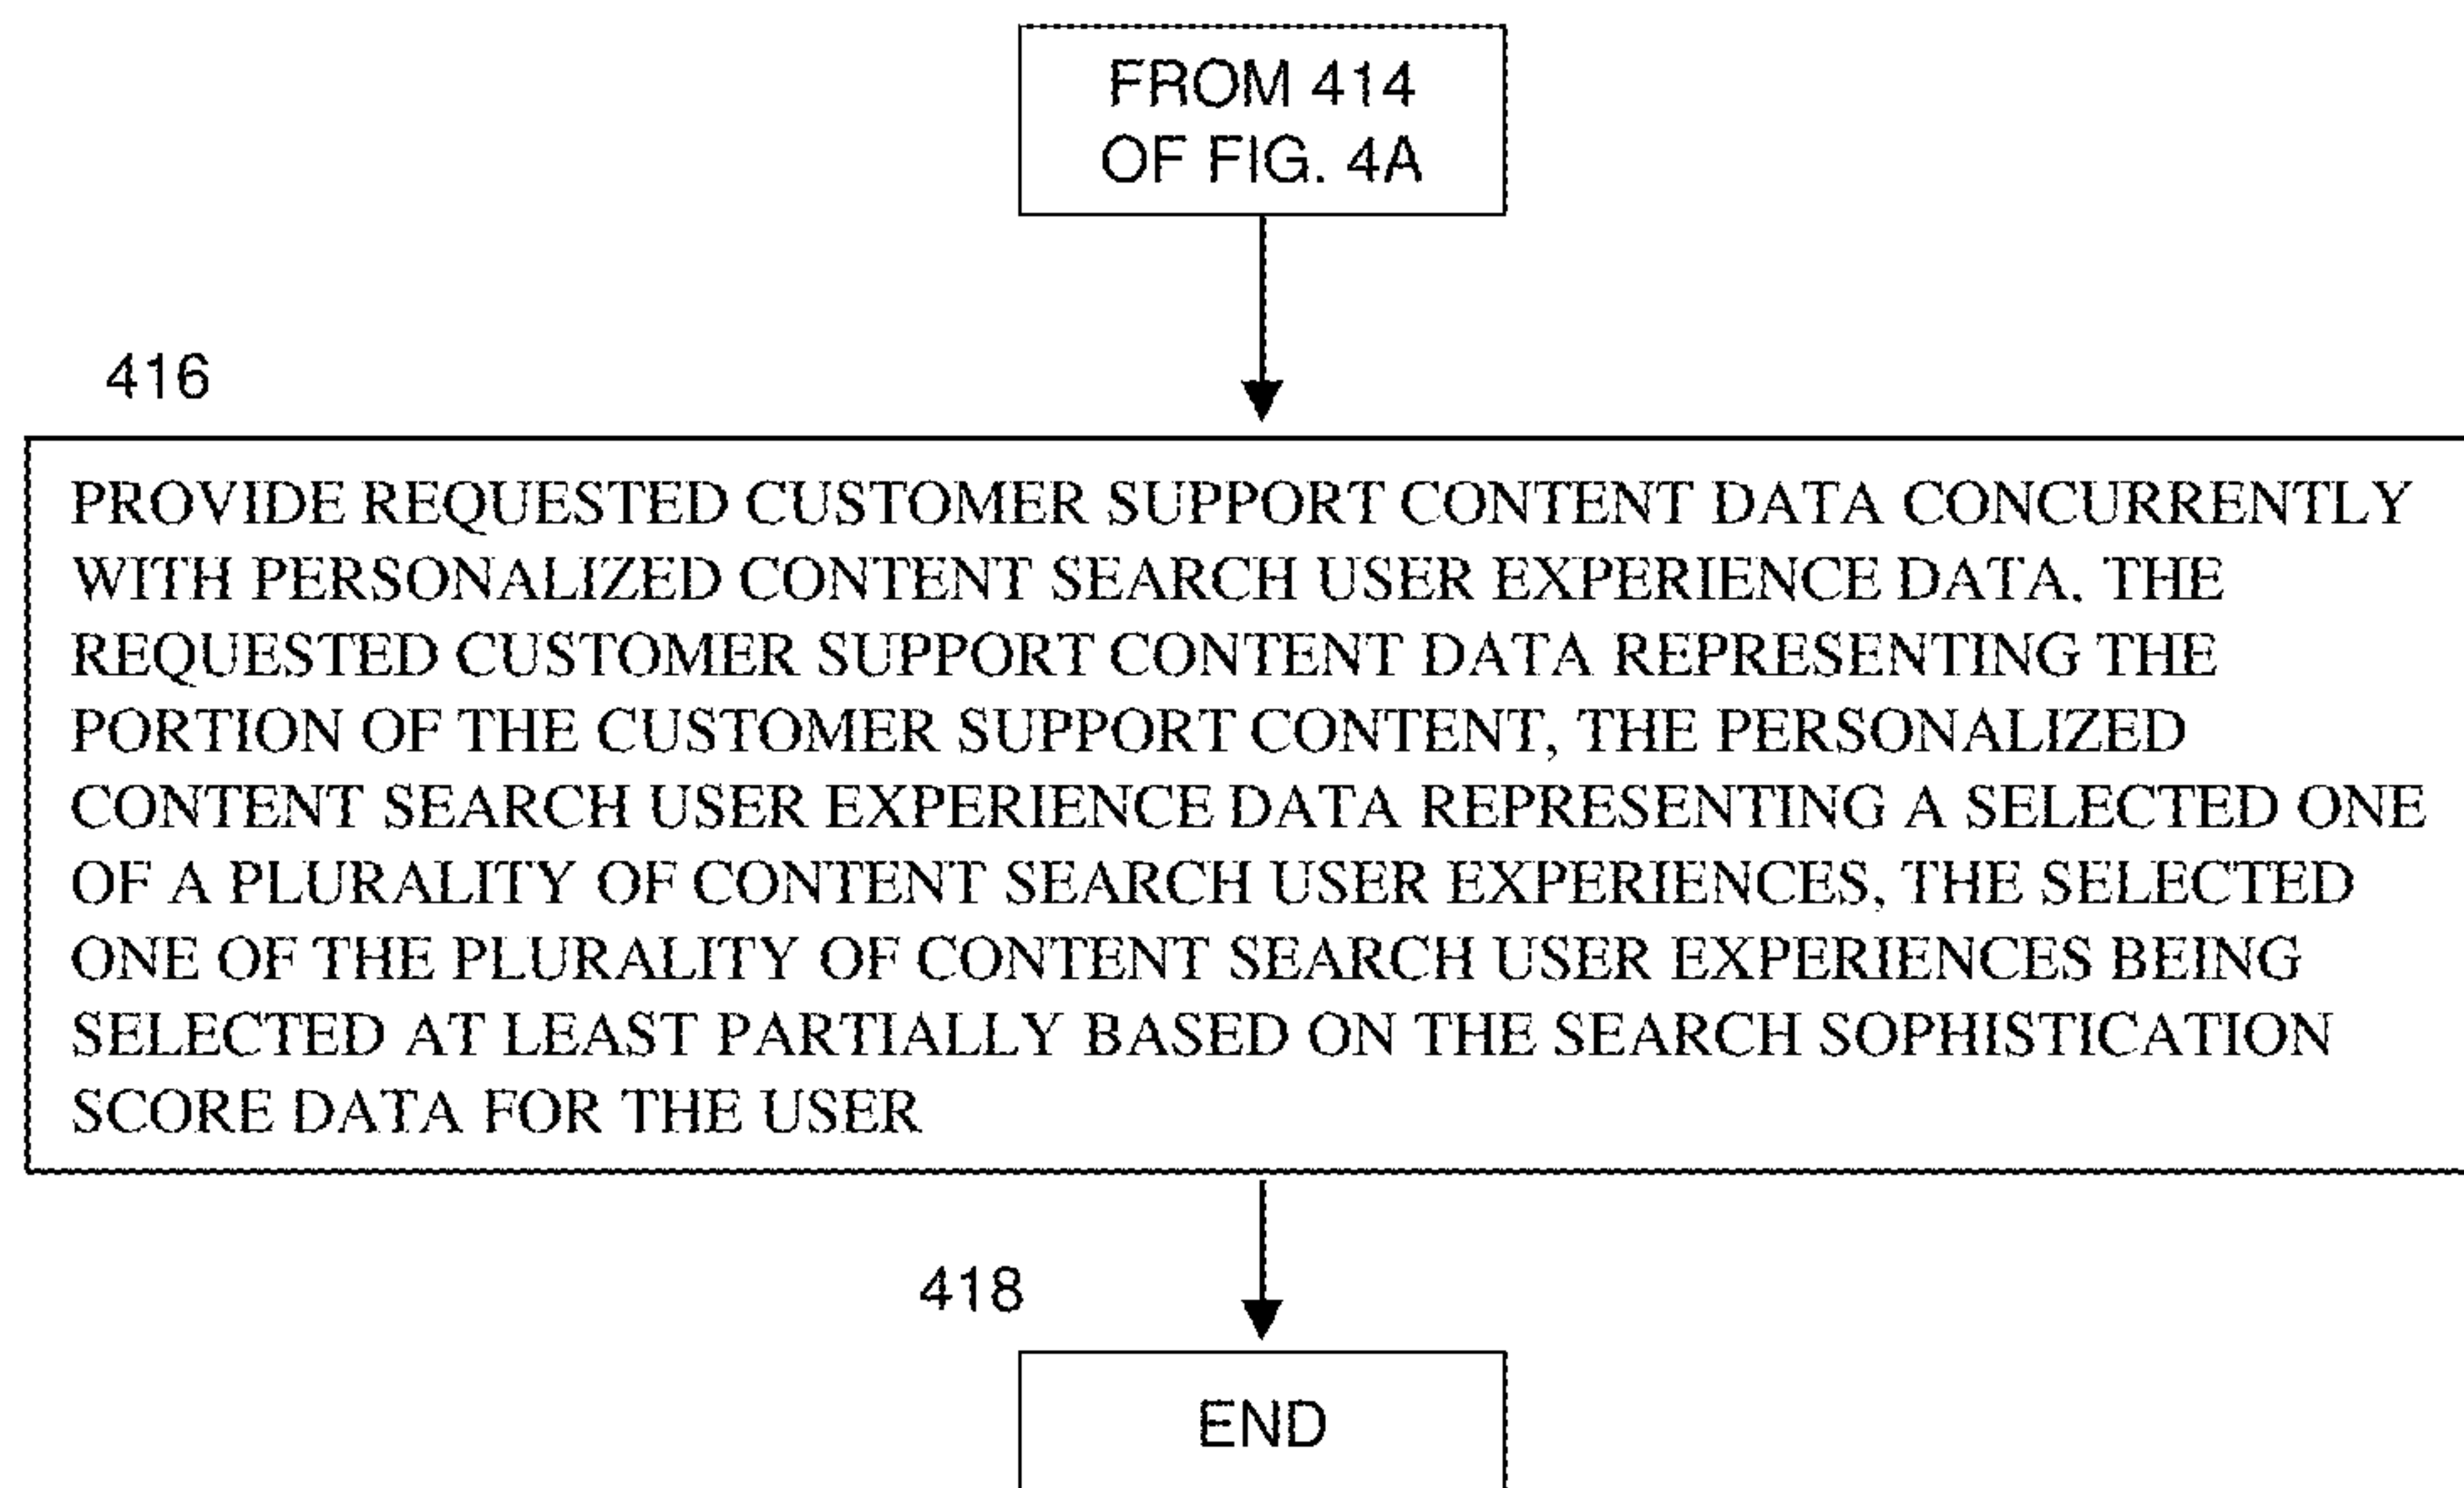 FROM 414
OF FIG. 4A
416
PROVIDE REQUESTED CUSTOMER SUPPORT CONTENT DATA CONCURRENTLY
WITH PERSONALIZED CONTENT SEARCH USER EXPERIENCE DATA. THE
REQUESTED CUSTOMER SUPPORT CONTENT DATA REPRESENTING THE
PORTION OF THE CUSTOMER SUPPORT CONTENT, THE PERSONALIZED
CONTENT SEARCH USER EXPERIENCE DATA REPRESENTING A SELECTED ONE
OF A PLURALITY OF CONTENT SEARCH USER EXPERIENCES, THE SELECTED
ONE OF THE PLURALITY OF CONTENT SEARCH USER EXPERIENCES BEING
SELECTED AT LEAST PARTIALLY BASED ON THE SEARCH SOPHISTICATION
SCORE DATA FOR THE USER
418
END